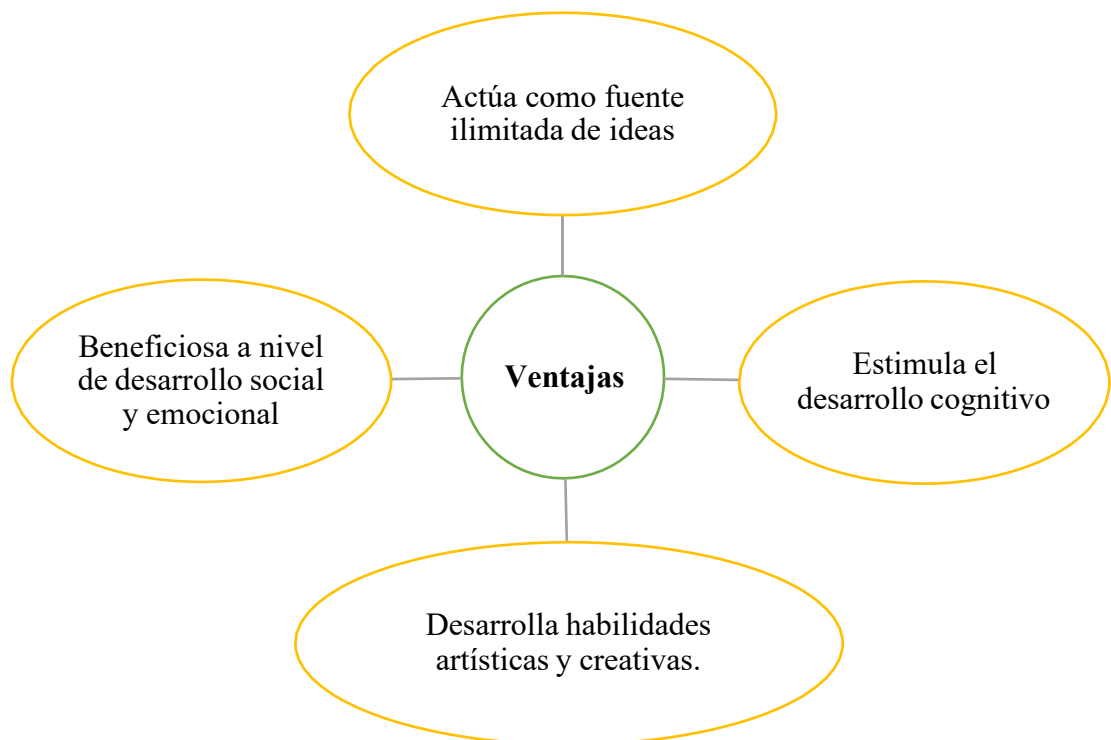 Actúa como fuente
ilimitada de ideas
Beneficiosa a nivel
de desarrollo social
y emocional
Ventajas
Estimula el
desarrollo cognitivo
Desarrolla habilidades
artísticas y creativas.